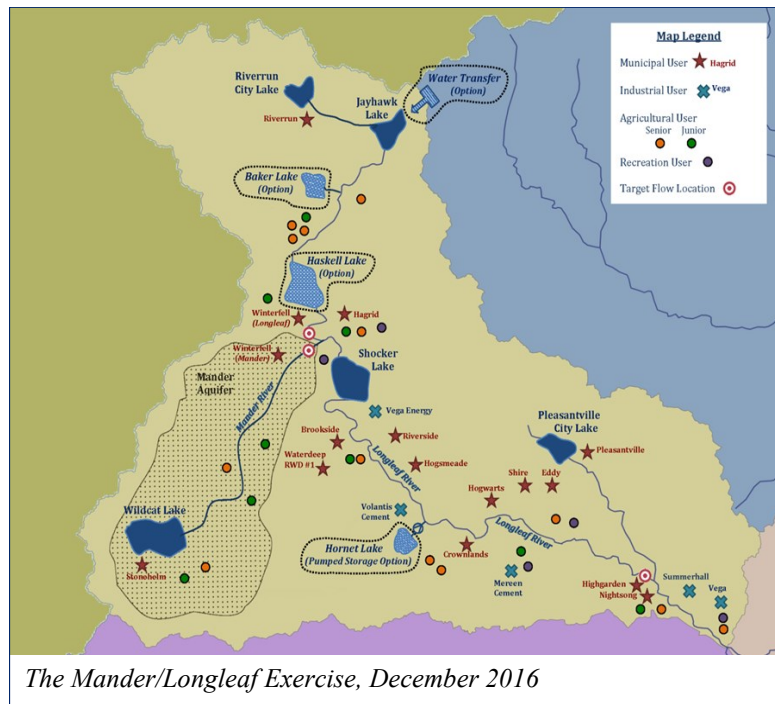 Map Legend
Municipal User
Hagrid
Industrial User
Vega
Agricultural User
Senior
Junior
Recreation User
Target Flow Location
Riverrun
City Lake
Jayhawk
Lake
Water Transfer
(Option)
Riverrun
Baker Lake
(Option)
Haskell Lake
(Option)
Winterfell
(Longleaf)
Hagrid
Winterfell
(Mander)
Mander
Aquifer
Mander River
Shocker
Lake
Vega Energy
Brookside
Riverside
Waterdeep
RWD #1
Hogsmeade
Longleaf
River
Pleasantville
City Lake
Pleasantville
Shire
Eddy
Hogwarts
Wildcat Lake
Stoneholm
Volantis
Cement
Hornet Lake
(Pumped Storage Option)
Crownlands
Longleaf
River
Mereen
Cement
Highgarden
Nightsong
Summerhall
Vega
The Mander/Longleaf Exercise, December 2016